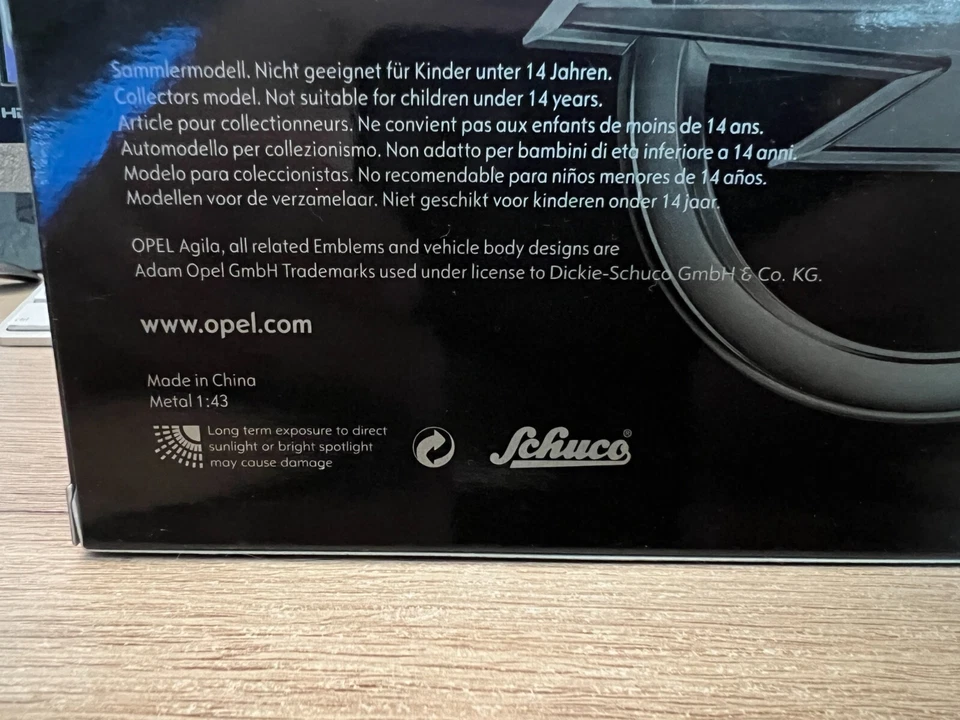 Sammlermodell. Nicht geeignet für Kinder unter 14 Jahren.
Collectors model. Not suitable for children under 14 years.
Article pour collectionneurs. Ne convient pas aux enfants de moins de 14 ans.
Automodello per collezionismo. Non adatto per bambini di età inferiore a 14 anni.
Modelo para coleccionistas. No recomendable para niños menores de 14 años.
Modellen voor de verzamelaar. Niet geschikt voor kinderen onder 14 jaar.
OPEL Agila, all related Emblems and vehicle body designs are
Adam Opel GmbH Trademarks used under license to Dickie-Schuco GmbH & Co. KG.
www.opel.com
Made in China
Metal 1:43
Long term exposure to direct
sunlight or bright spotlight
may cause damage
Schuco®